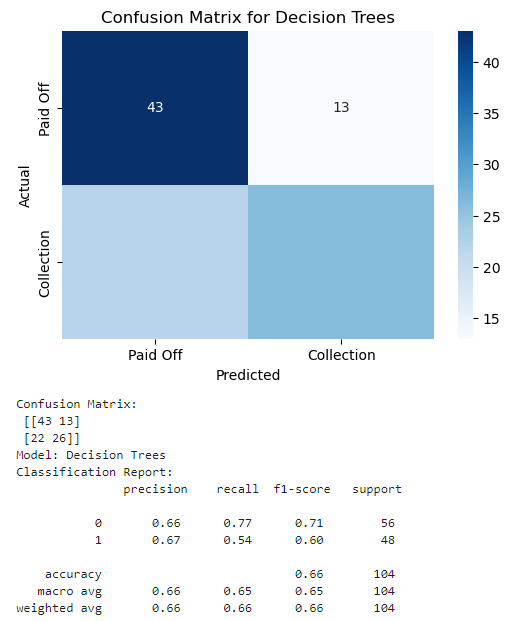 Confusion Matrix for Decision Trees
Paid Off
Collection
Actual
43
13
40
35
30
25
20
15
Paid Off
Collection
Predicted
Confusion Matrix:
[[43 13]
[22 26]]
Model: Decision Trees
Classification Report:
precision recall f1-score support
0 0.66 0.77 0.71 56
1 0.67 0.54 0.60 48
accuracy 0.66 104
macro avg 0.66 0.65 0.65 104
weighted avg 0.66 0.66 0.66 104